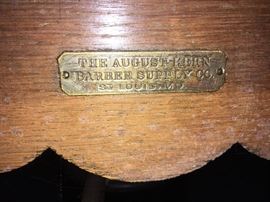 THE AUGUST KERN
BARBER SUPPLY CO.
ST LOUIS, MO.